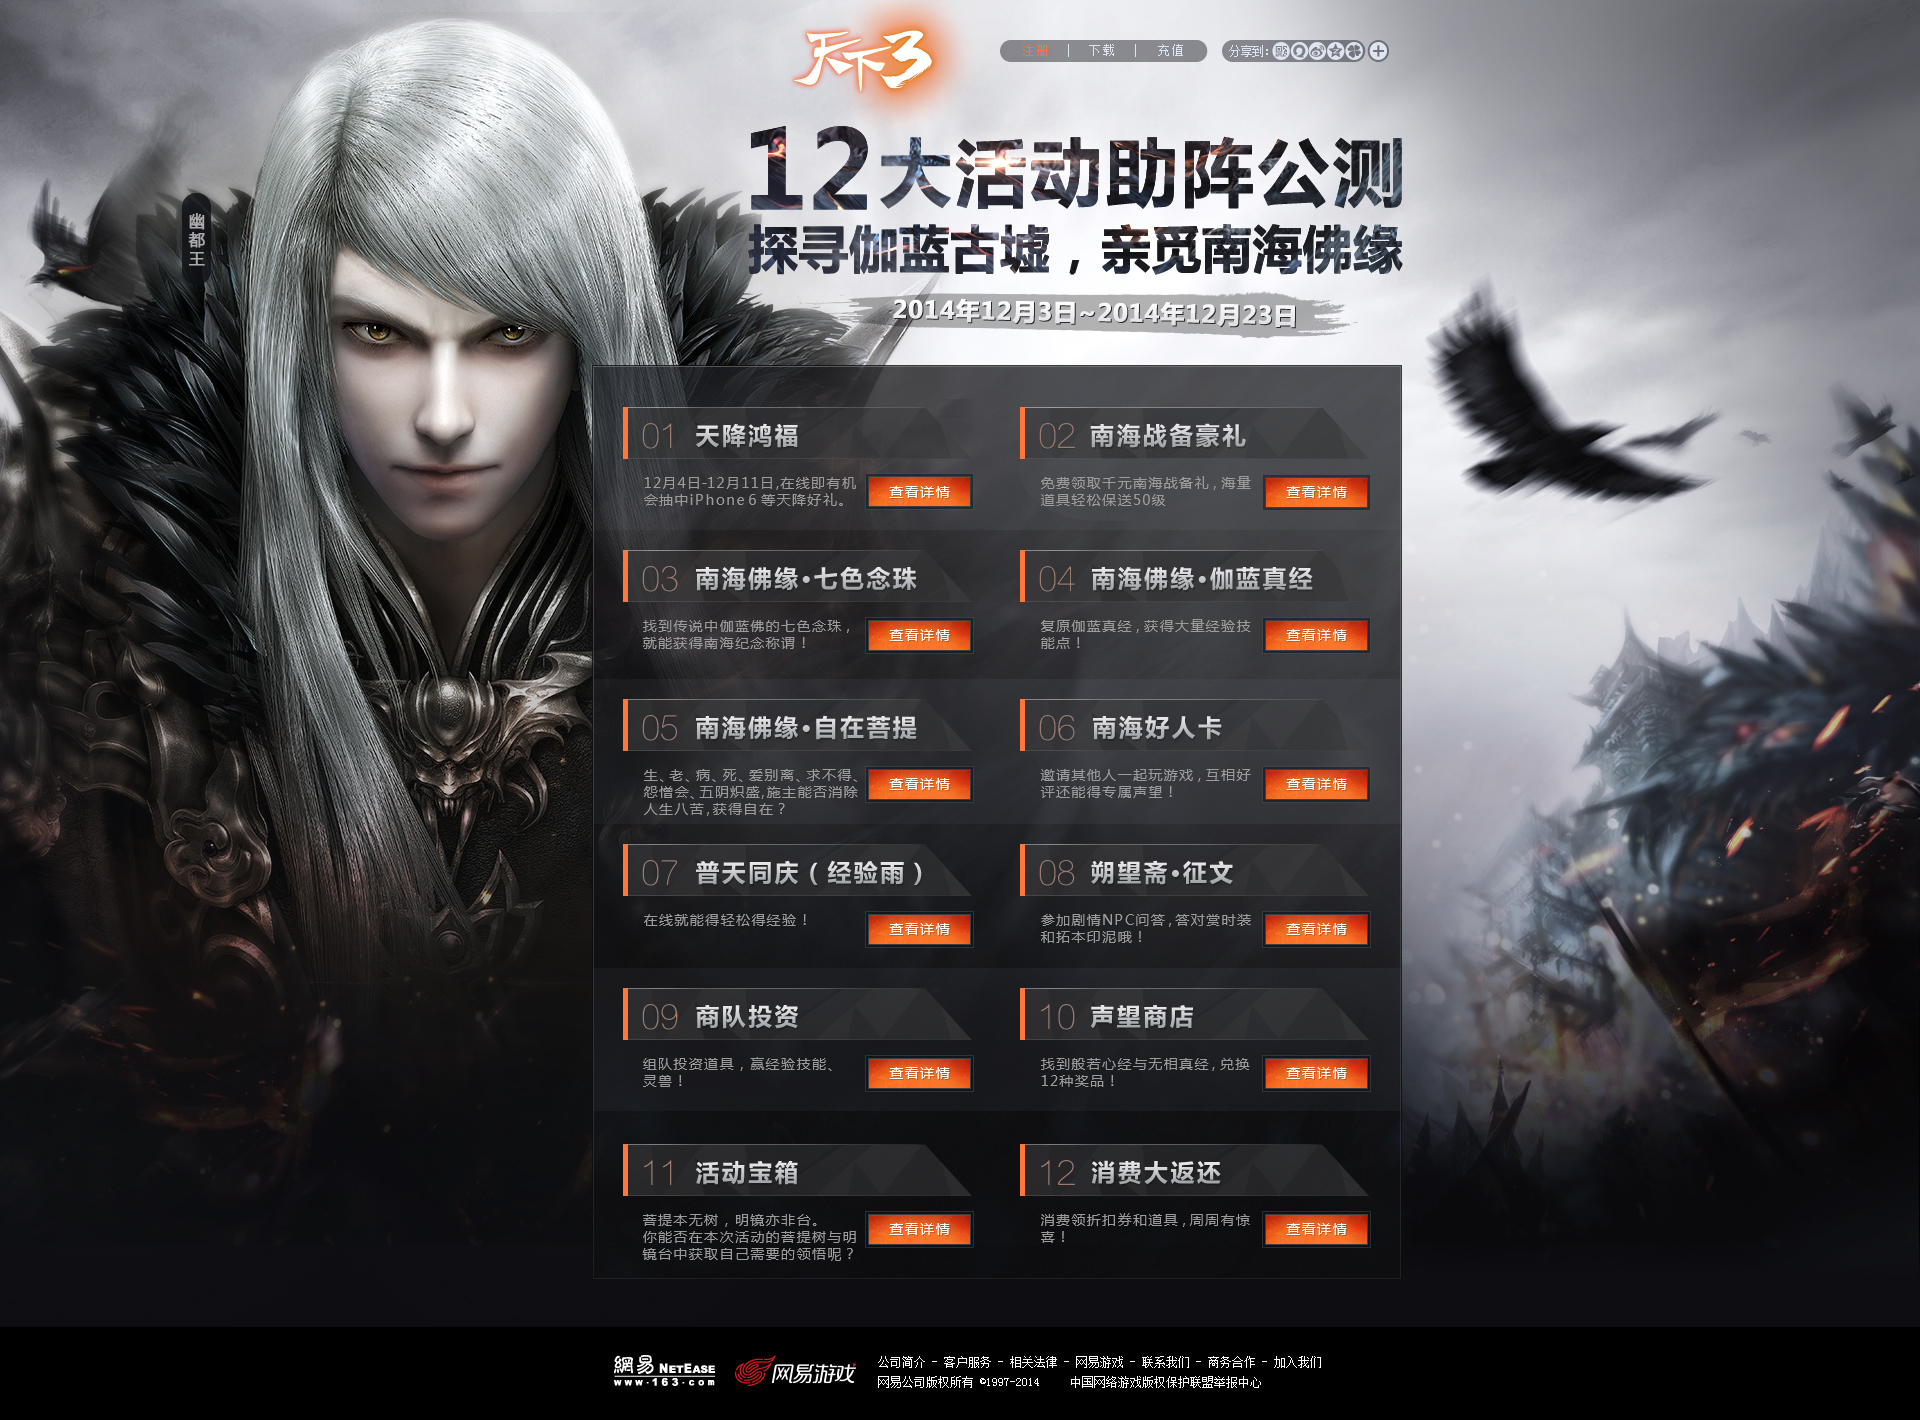 天下3
注册 | 下载 | 充值
分享到:
12大活动助阵公测
探寻伽蓝古墟，亲觅南海佛缘
2014年12月3日~2014年12月23日
幽都王
01 天降鸿福
12月4日-12月11日,在线即有机
会抽中iPhone 6 等天降好礼。
查看详情
02 南海战备豪礼
免费领取千元南海战备礼，海量
道具轻松保送50级
查看详情
03 南海佛缘•七色念珠
找到传说中伽蓝佛的七色念珠，
就能获得南海纪念称谓！
查看详情
04 南海佛缘•伽蓝真经
复原伽蓝真经，获得大量经验技
能点！
查看详情
05 南海佛缘•自在菩提
生、老、病、死、爱别离、求不得、
怨憎会、五阴炽盛,施主能否消除
人生八苦,获得自在？
查看详情
06 南海好人卡
邀请其他人一起玩游戏，互相好
评还能得专属声望！
查看详情
07 普天同庆（经验雨）
在线就能得轻松得经验！
查看详情
08 朔望斋•征文
参加剧情NPC问答，答对赏时装
和拓本印泥哦！
查看详情
09 商队投资
组队投资道具，赢经验技能、
灵兽！
查看详情
10 声望商店
找到般若心经与无相真经，兑换
12种奖品！
查看详情
11 活动宝箱
菩提本无树，明镜亦非台。
你能否在本次活动的菩提树与明
镜台中获取自己需要的领悟呢？
查看详情
12 消费大返还
消费领折扣券和道具，周周有惊
喜！
查看详情
網易 NETEASE
www.163.com
网易游戏
公司简介 - 客户服务 - 相关法律 - 网易游戏 - 联系我们 - 商务合作 - 加入我们
网易公司版权所有 ©1997-2014 中国网络游戏版权保护联盟举报中心